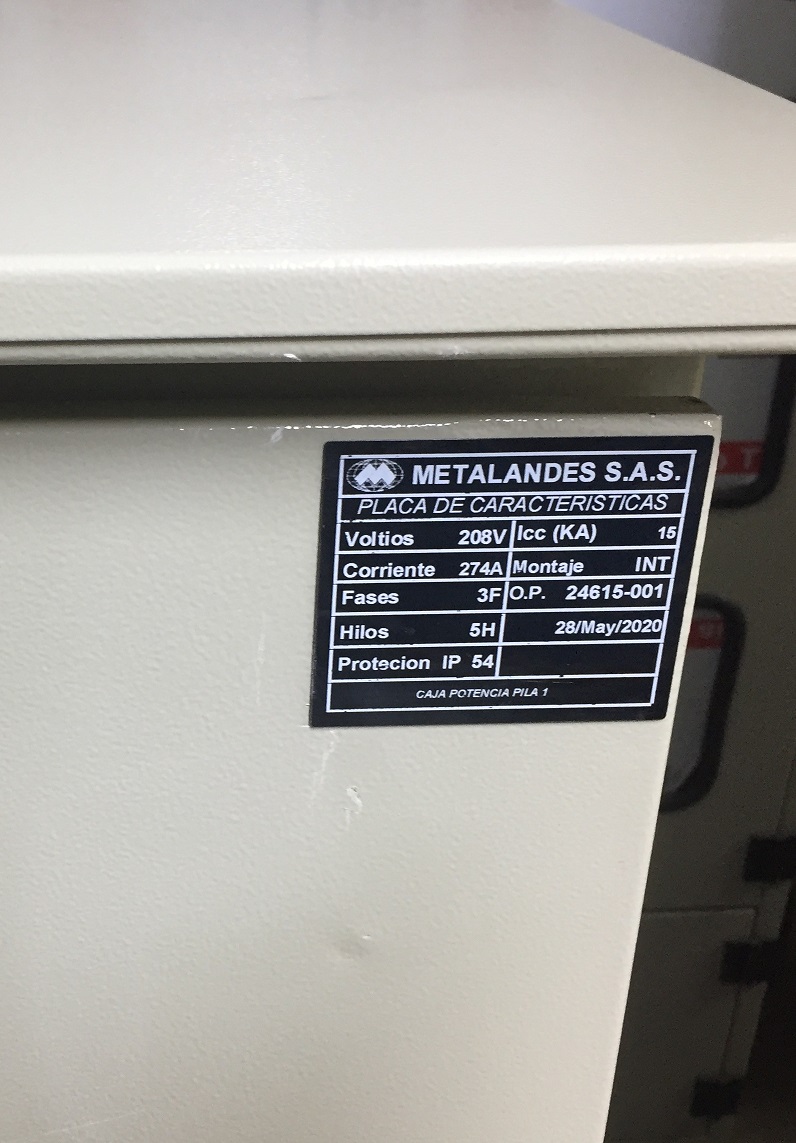 METALANDES S.A.S.
PLACA DE CARACTERISTICAS
Voltios 208V Icc (KA) 15
Corriente 274A Montaje INT
Fases 3F O.P. 24615-001
Hilos 5H 28/May/2020
Protecion IP 54
CAJA POTENCIA PILA 1